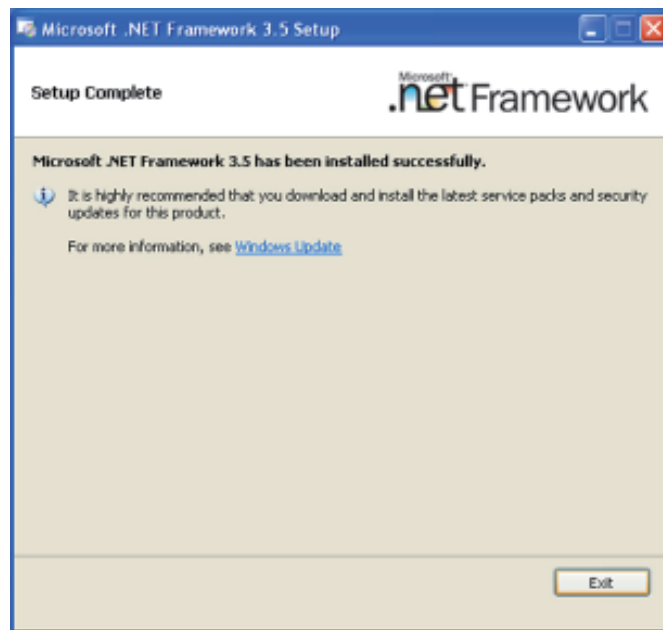 Microsoft .NET Framework 3.5 Setup
Setup Complete
Microsoft
.net Framework
Microsoft .NET Framework 3.5 has been installed successfully.
It is highly recommended that you download and install the latest service packs and security
updates for this product.
For more information, see Windows Update
Exit